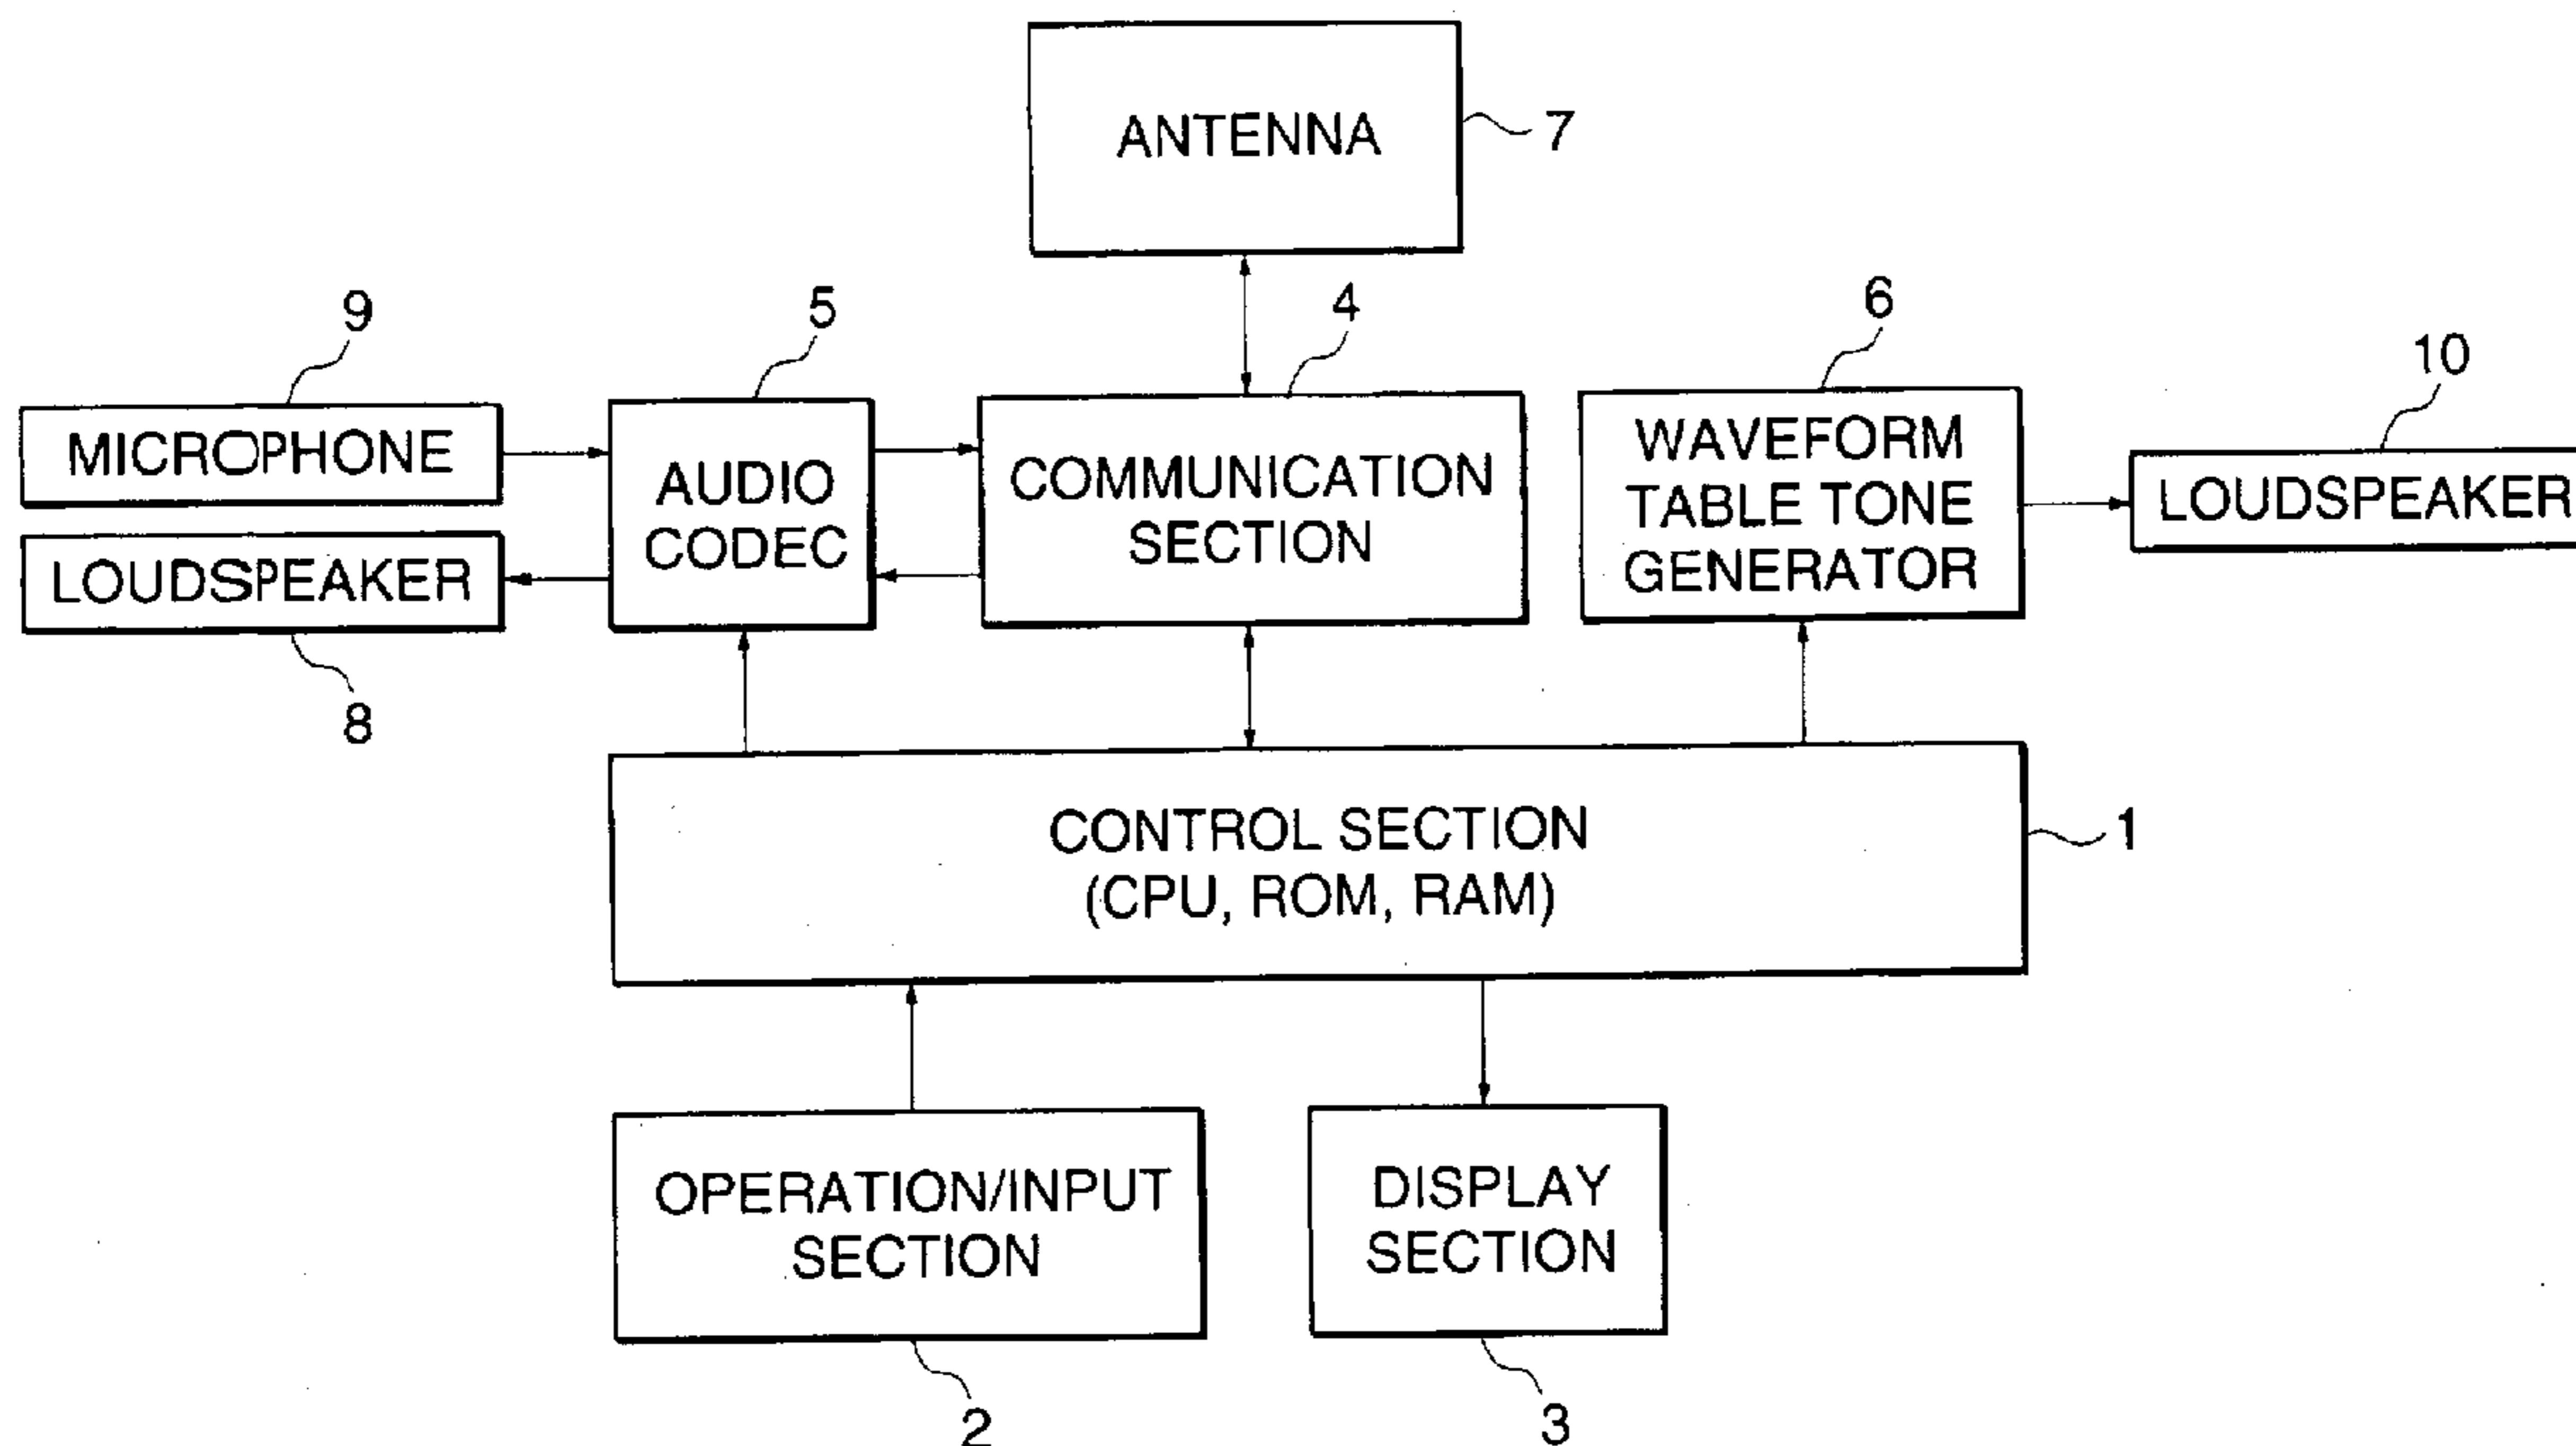 ANTENNA
7
9
5
4
6
10
MICROPHONE
LOUDSPEAKER
8
AUDIO
CODEC
COMMUNICATION
SECTION
WAVEFORM
TABLE TONE
GENERATOR
LOUDSPEAKER
CONTROL SECTION
(CPU, ROM, RAM)
1
OPERATION/INPUT
SECTION
2
DISPLAY
SECTION
3